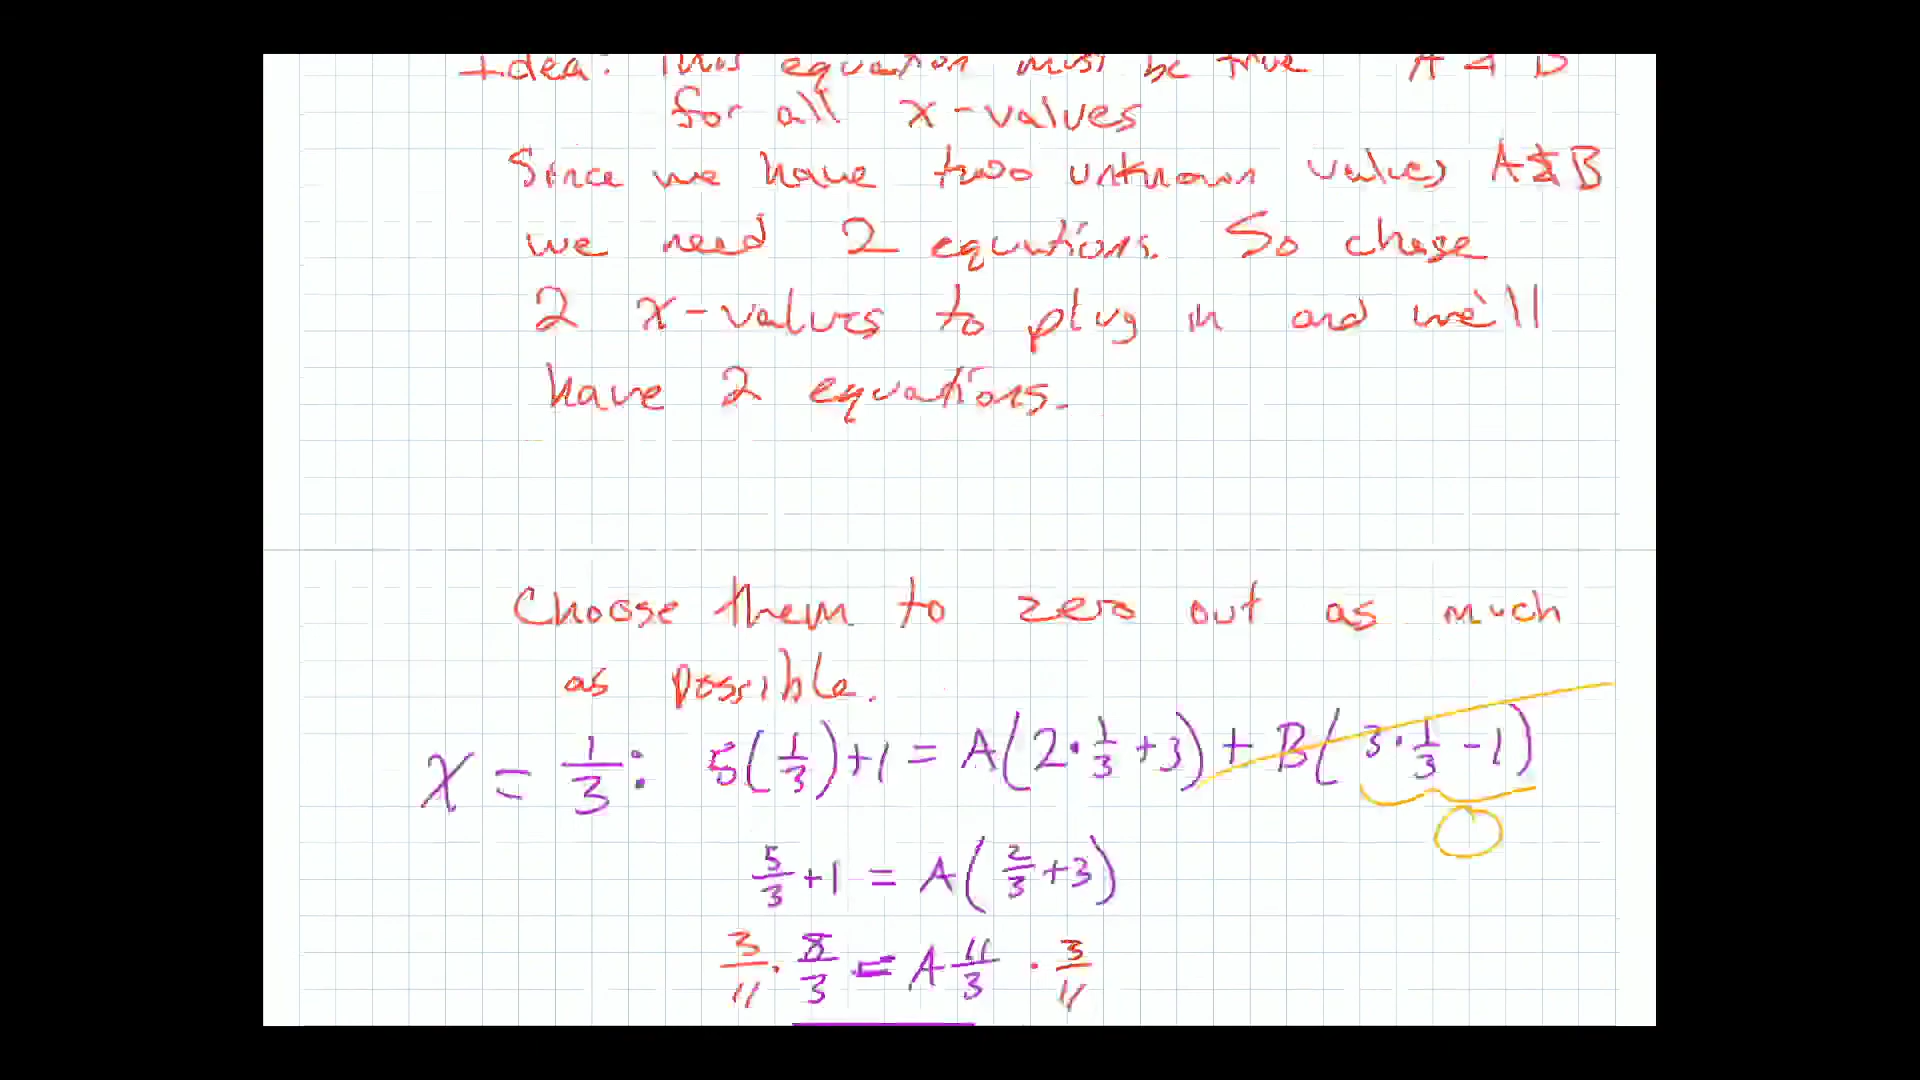 Idea: This equation must be true A & B
for all x-values
Since we have two unknown values A & B
we need 2 equations. So choose
2 x-values to plug in and we'll
have 2 equations.
Choose them to zero out as much
as possible.
x = 1/3: 5(1/3)+1 = A(2·1/3+3) + B(3·1/3-1)
0
5/3+1 = A(2/3+3)
3/11 · 8/3 = A 11/3 · 3/11